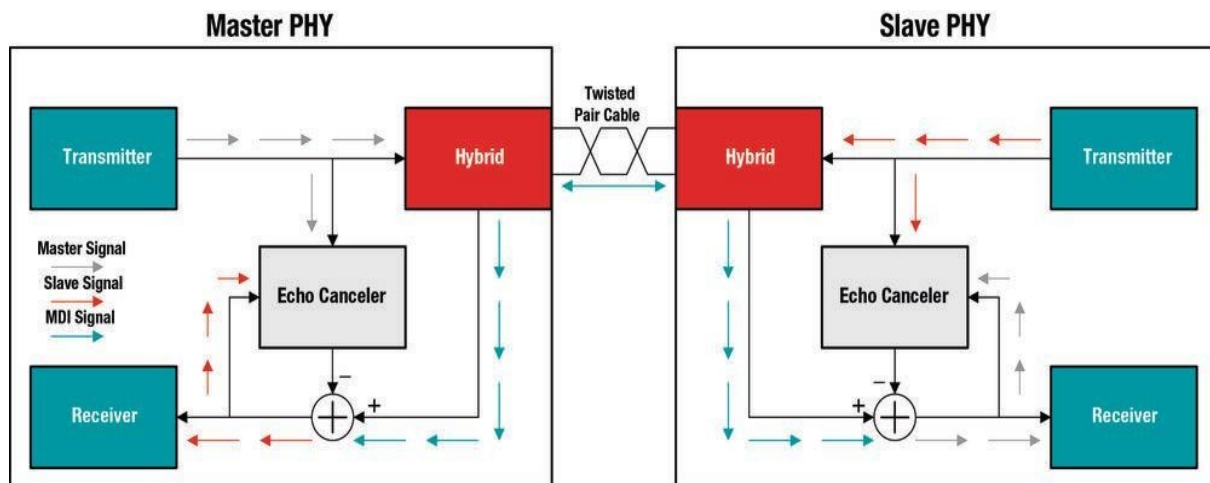 Master PHY
Slave PHY
Transmitter
Hybrid
Twisted
Pair Cable
Hybrid
Transmitter
Master Signal
Slave Signal
MDI Signal
Echo Canceler
Echo Canceler
−
+
−
+
Receiver
Receiver